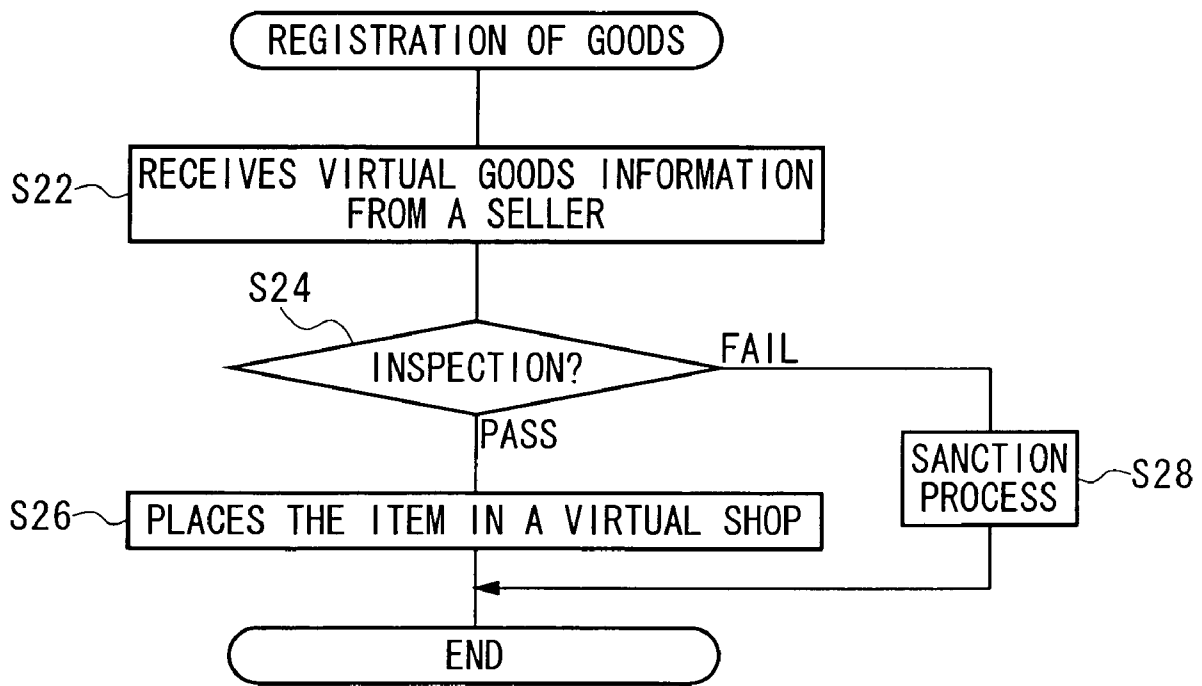 REGISTRATION OF GOODS
S22
RECEIVES VIRTUAL GOODS INFORMATION
FROM A SELLER
S24
INSPECTION?
FAIL
PASS
SANCTION
PROCESS
S28
S26
PLACES THE ITEM IN A VIRTUAL SHOP
END